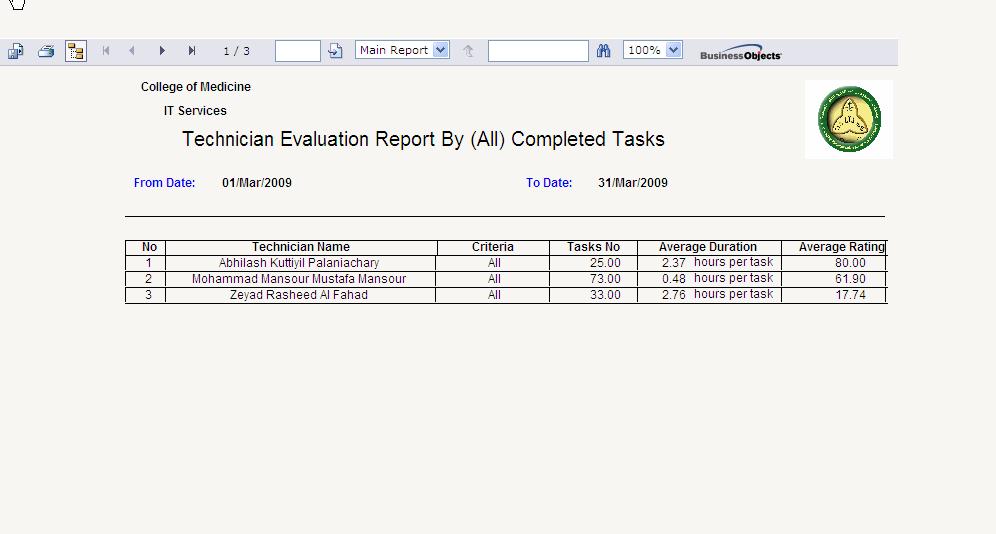 1 / 3 Main Report 100% BusinessObjects
College of Medicine
IT Services
Technician Evaluation Report By (All) Completed Tasks
From Date: 01/Mar/2009 To Date: 31/Mar/2009
No Technician Name Criteria Tasks No Average Duration Average Rating
1 Abhilash Kuttiyil Palaniachary All 25.00 2.37 hours per task 80.00
2 Mohammad Mansour Mustafa Mansour All 73.00 0.48 hours per task 61.90
3 Zeyad Rasheed Al Fahad All 33.00 2.76 hours per task 17.74